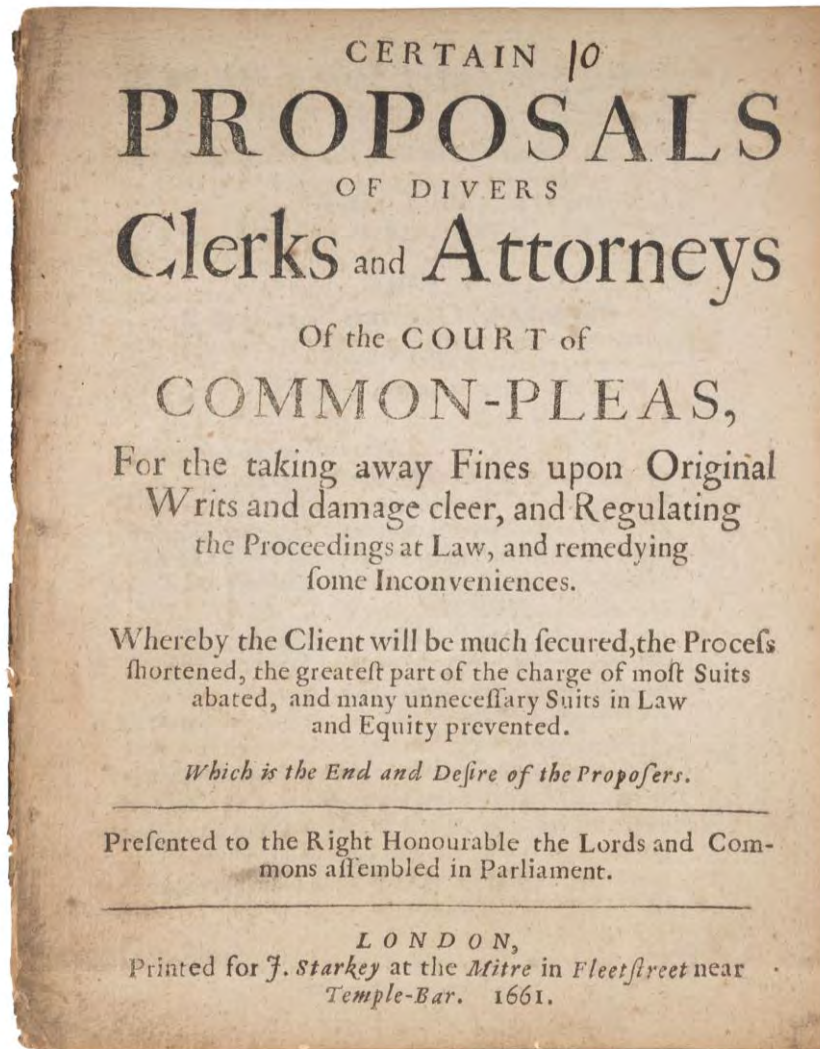 CERTAIN 10
PROPOSALS
OF DIVERS
Clerks and Attorneys
Of the COURT of
COMMON-PLEAS,
For the taking away Fines upon Original
Writs and damage cleer, and Regulating
the Proceedings at Law, and remedying
ſome Inconveniences.
Whereby the Client will be much ſecured, the Proceſs
ſhortened, the greateſt part of the charge of moſt Suits
abated, and many unneceſſary Suits in Law
and Equity prevented.
Which is the End and Deſire of the Propoſers.
Preſented to the Right Honourable the Lords and Com-
mons aſſembled in Parliament.
LONDON,
Printed for J. Starkey at the Mitre in Fleetſtreet near
Temple-Bar. 1661.